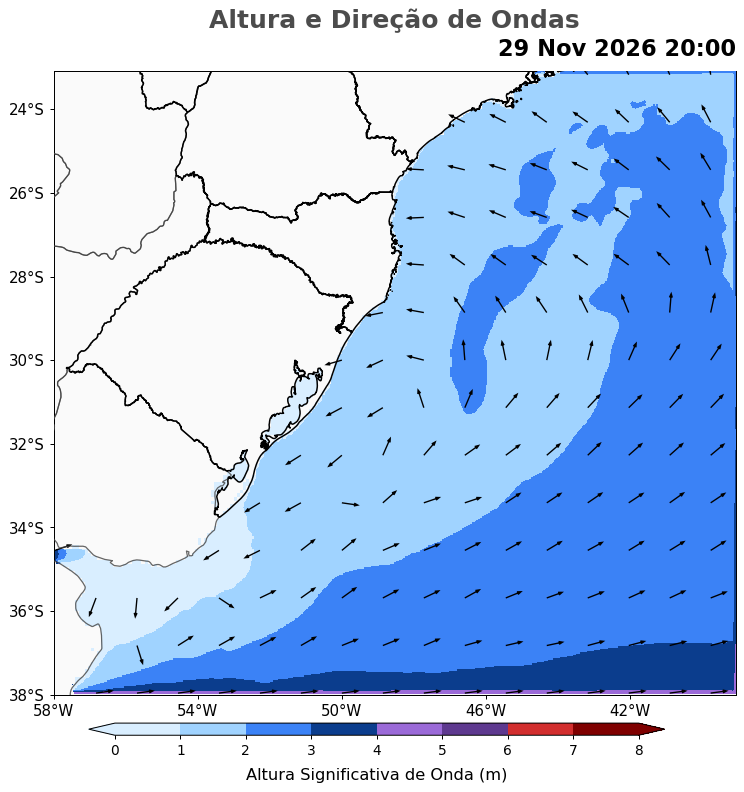 Altura e Direção de Ondas
29 Nov 2026 20:00
24°S
26°S
28°S
30°S
32°S
34°S
36°S
38°S
58°W 54°W 50°W 46°W 42°W
0 1 2 3 4 5 6 7 8
Altura Significativa de Onda (m)